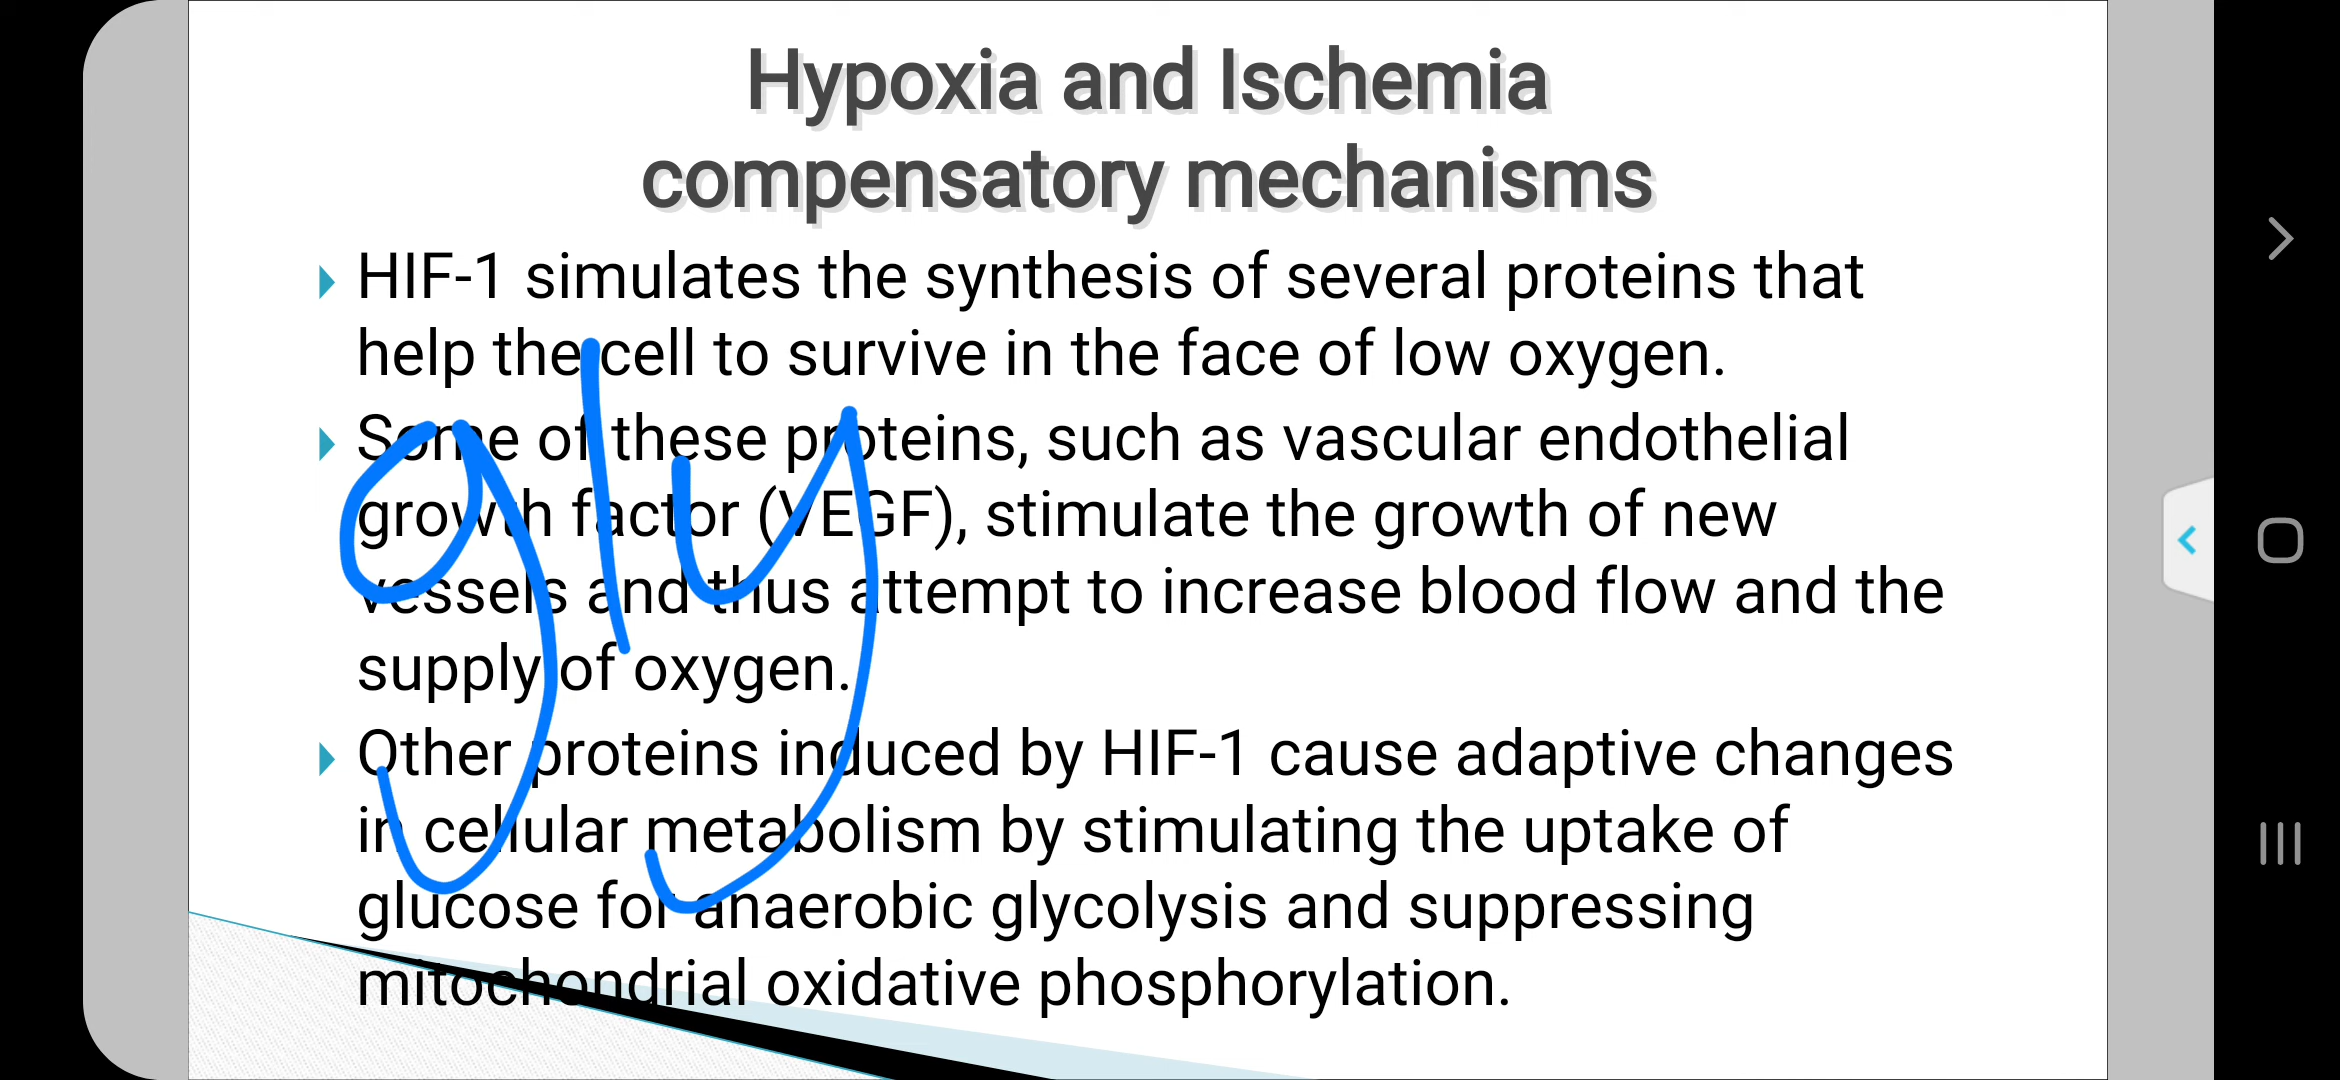 Hypoxia and Ischemia
compensatory mechanisms
HIF-1 simulates the synthesis of several proteins that
help the cell to survive in the face of low oxygen.
Some of these proteins, such as vascular endothelial
growth factor (VEGF), stimulate the growth of new
vessels and thus attempt to increase blood flow and the
supply of oxygen.
Other proteins induced by HIF-1 cause adaptive changes
in cellular metabolism by stimulating the uptake of
glucose for anaerobic glycolysis and suppressing
mitochondrial oxidative phosphorylation.
gly